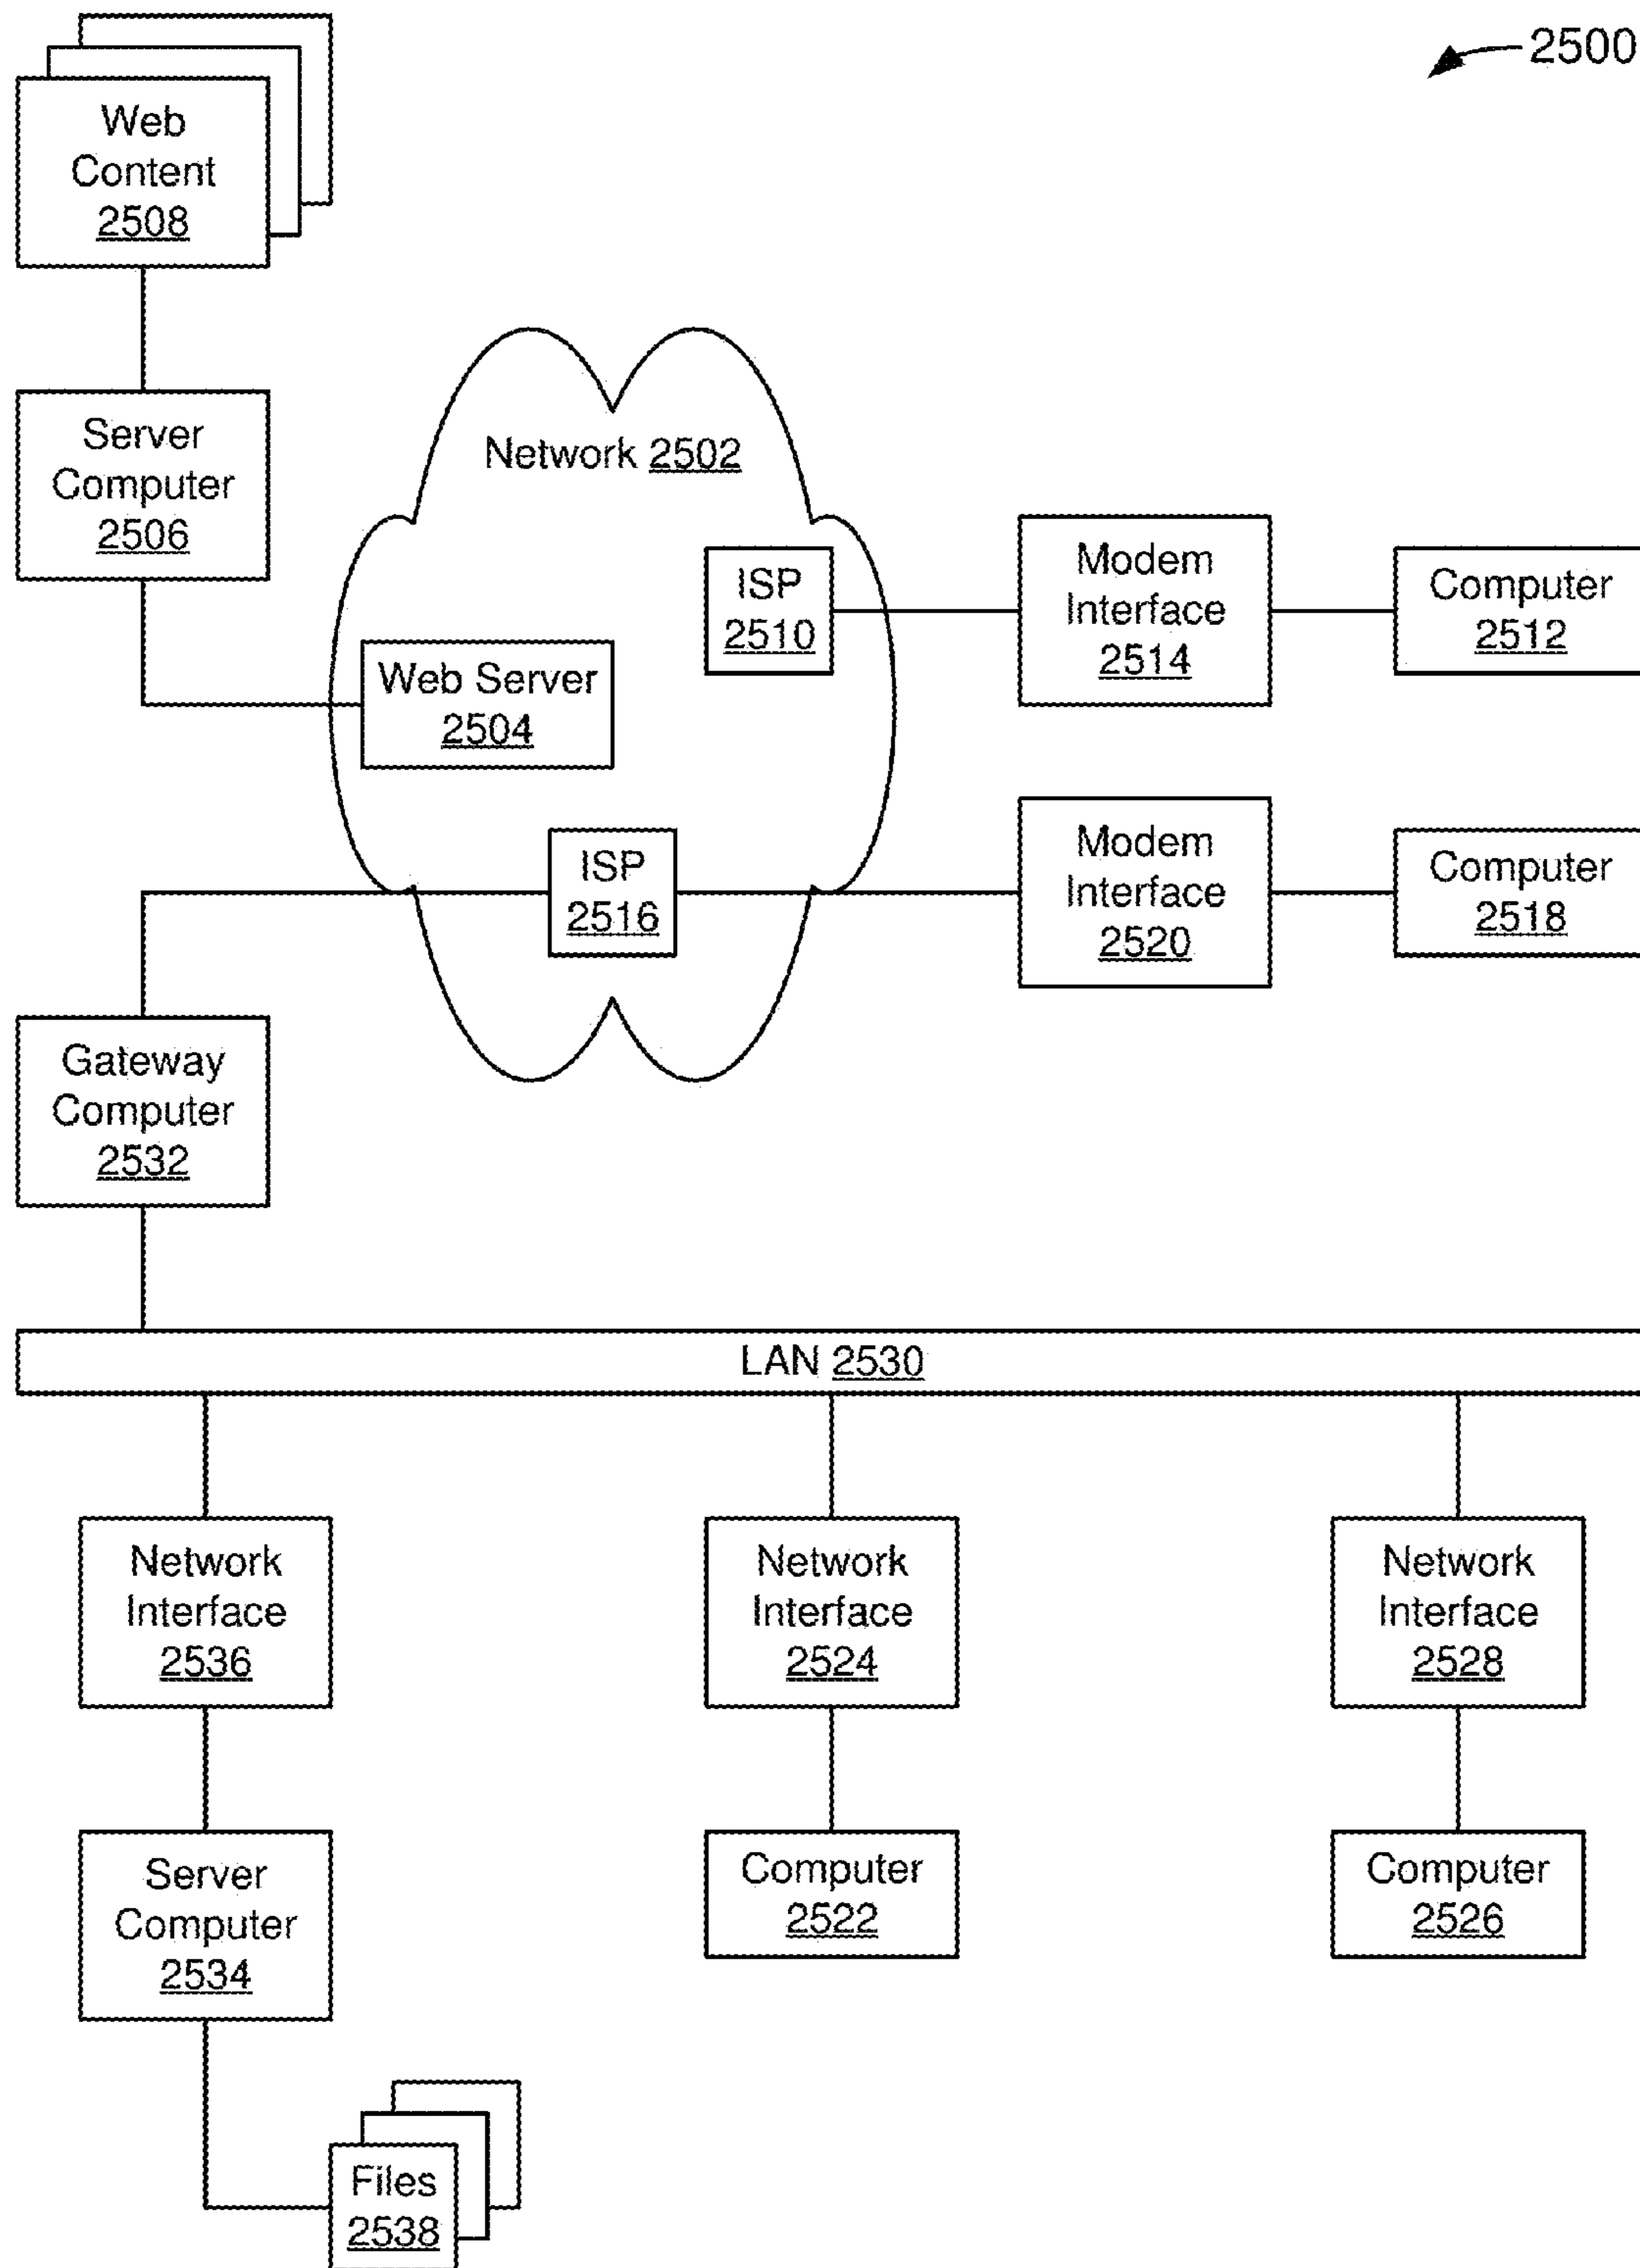 2500
Web
Content
2508
Server
Computer
2506
Network 2502
ISP
2510
Modem
Interface
2514
Computer
2512
Web Server
2504
ISP
2516
Modem
Interface
2520
Computer
2518
Gateway
Computer
2532
LAN 2530
Network
Interface
2536
Network
Interface
2524
Network
Interface
2528
Server
Computer
2534
Computer
2522
Computer
2526
Files
2538